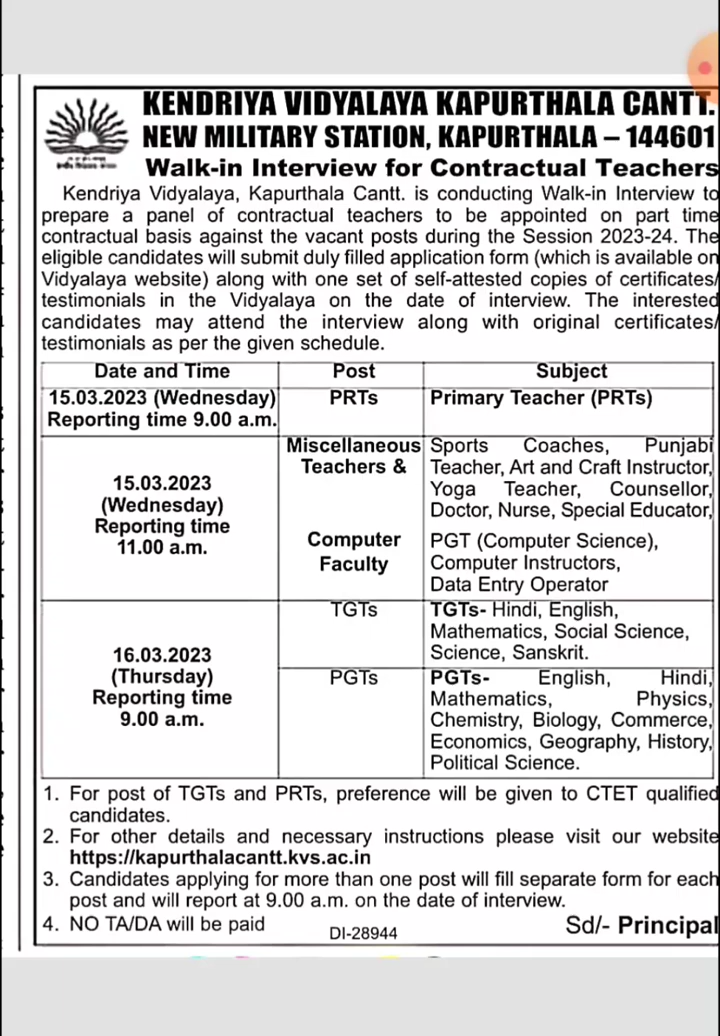 KENDRIYA VIDYALAYA KAPURTHALA CANTT.
NEW MILITARY STATION, KAPURTHALA – 144601
Walk-in Interview for Contractual Teachers
Kendriya Vidyalaya, Kapurthala Cantt. is conducting Walk-in Interview to
prepare a panel of contractual teachers to be appointed on part time
contractual basis against the vacant posts during the Session 2023-24. The
eligible candidates will submit duly filled application form (which is available on
Vidyalaya website) along with one set of self-attested copies of certificates/
testimonials in the Vidyalaya on the date of interview. The interested
candidates may attend the interview along with original certificates/
testimonials as per the given schedule.
Date and Time Post Subject
15.03.2023 (Wednesday) PRTs Primary Teacher (PRTs)
Reporting time 9.00 a.m.
15.03.2023
(Wednesday)
Reporting time
11.00 a.m.
Miscellaneous
Teachers &
Sports Coaches, Punjabi
Teacher, Art and Craft Instructor,
Yoga Teacher, Counsellor,
Doctor, Nurse, Special Educator,
Computer
Faculty
PGT (Computer Science),
Computer Instructors,
Data Entry Operator
16.03.2023
(Thursday)
Reporting time
9.00 a.m.
TGTs
TGTs- Hindi, English,
Mathematics, Social Science,
Science, Sanskrit.
PGTs
PGTs- English, Hindi,
Mathematics, Physics,
Chemistry, Biology, Commerce,
Economics, Geography, History,
Political Science.
1. For post of TGTs and PRTs, preference will be given to CTET qualified
candidates.
2. For other details and necessary instructions please visit our website
https://kapurthalacantt.kvs.ac.in
3. Candidates applying for more than one post will fill separate form for each
post and will report at 9.00 a.m. on the date of interview.
4. NO TA/DA will be paid
DI-28944
Sd/- Principal